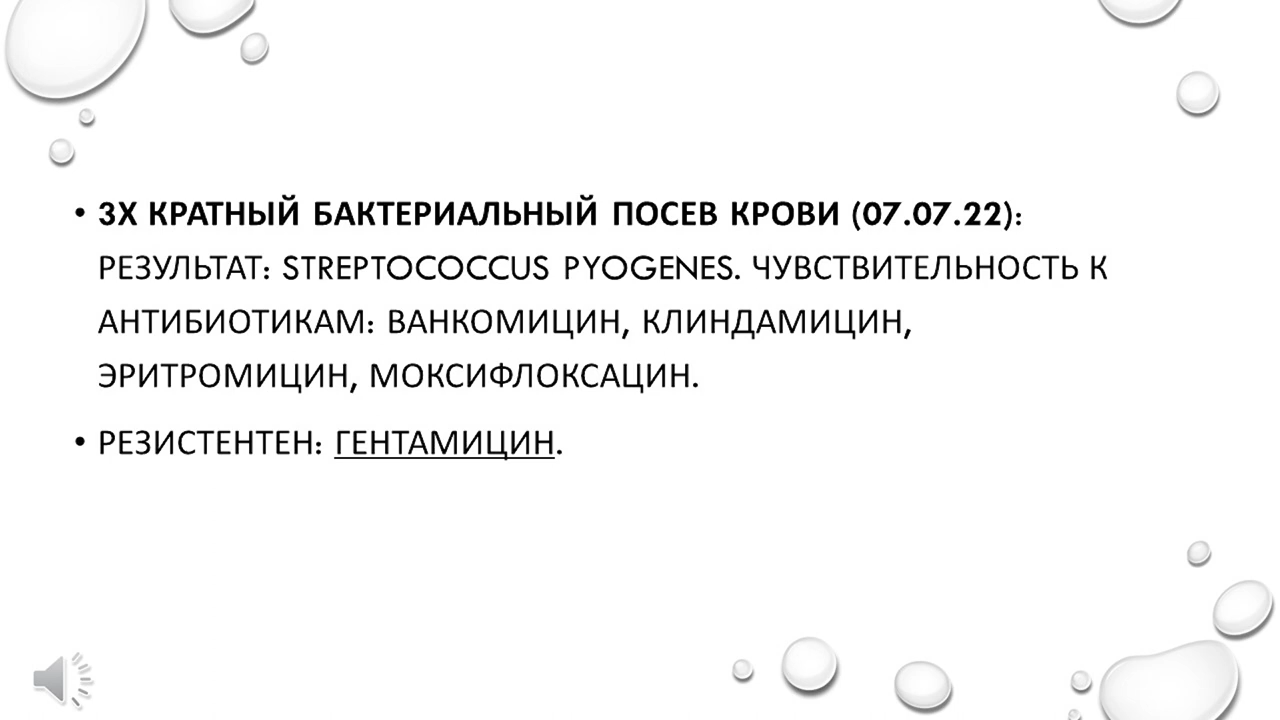 • 3Х КРАТНЫЙ БАКТЕРИАЛЬНЫЙ ПОСЕВ КРОВИ (07.07.22):
РЕЗУЛЬТАТ: STREPTOCOCCUS PYOGENES. ЧУВСТВИТЕЛЬНОСТЬ К
АНТИБИОТИКАМ: ВАНКОМИЦИН, КЛИНДАМИЦИН,
ЭРИТРОМИЦИН, МОКСИФЛОКСАЦИН.
• РЕЗИСТЕНТЕН: ГЕНТАМИЦИН.